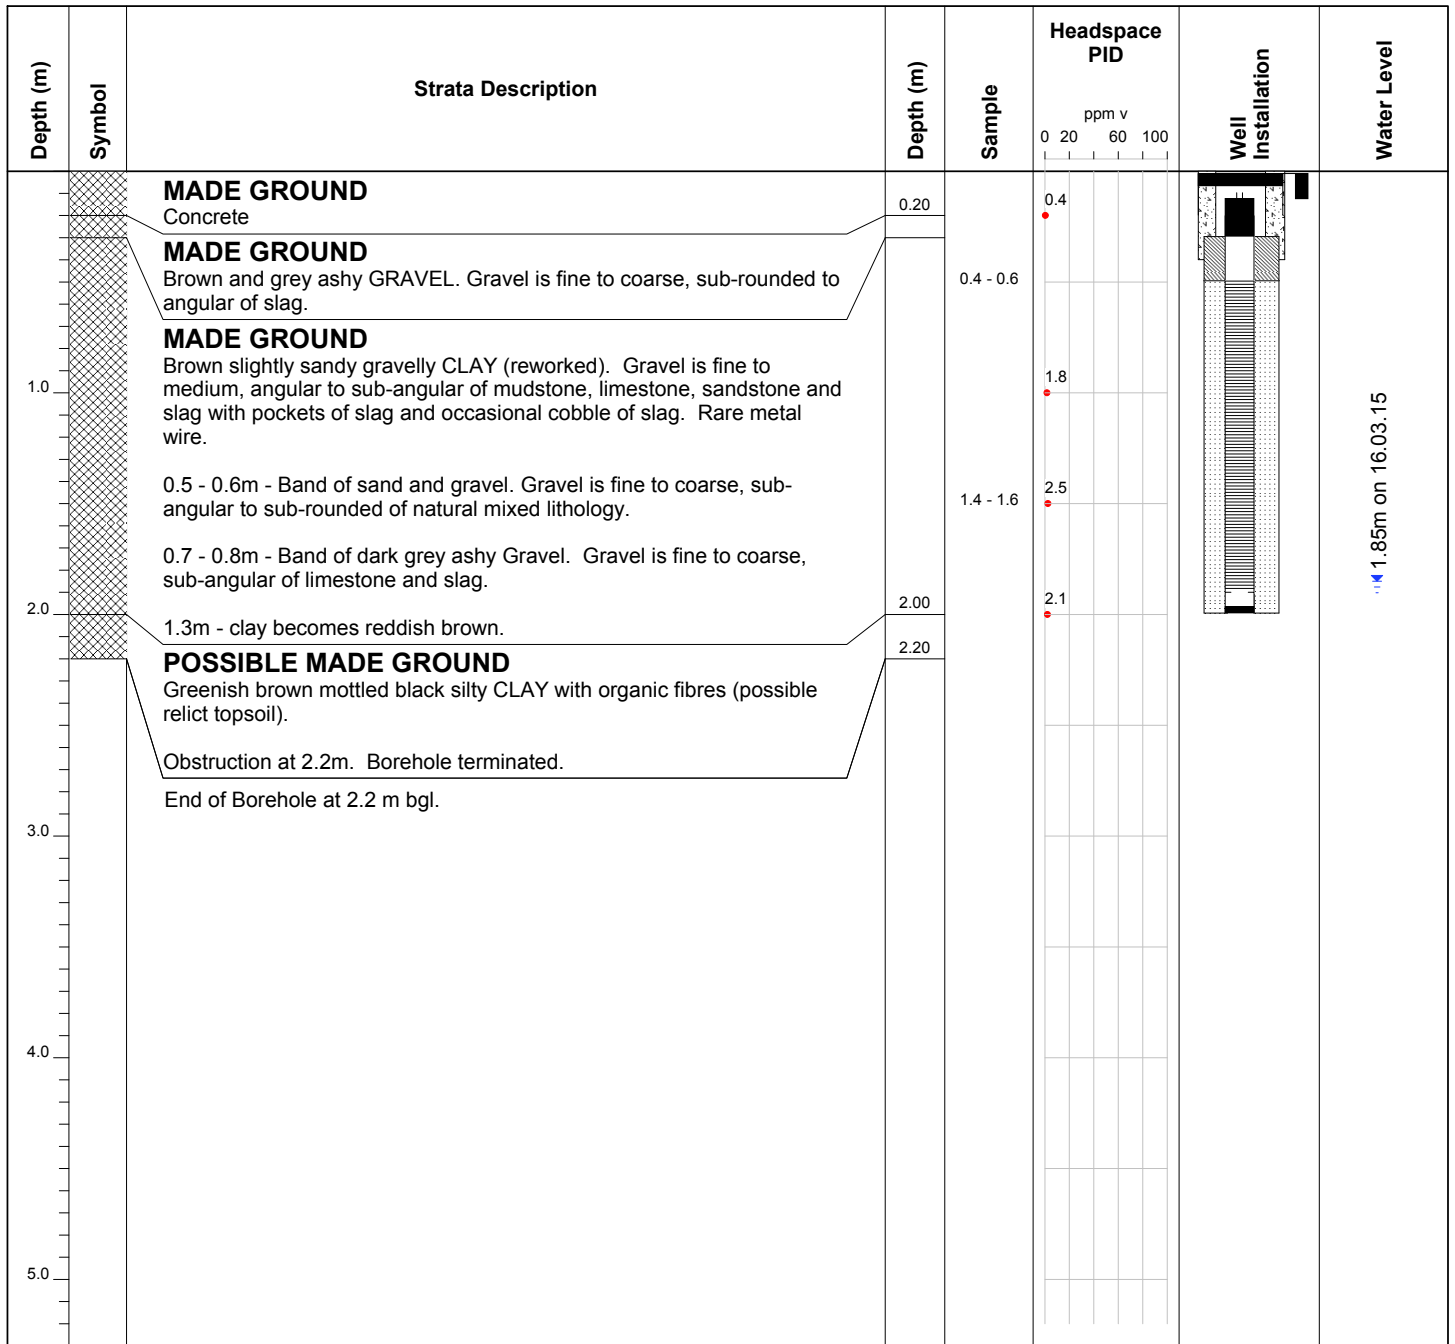 Depth (m)
Symbol
Strata Description
Depth (m)
Sample
Headspace
PID
ppm v
0 20 60 100
Well
Installation
Water Level
MADE GROUND
Concrete
0.20
0.4
MADE GROUND
Brown and grey ashy GRAVEL. Gravel is fine to coarse, sub-rounded to
angular of slag.
0.4 - 0.6
MADE GROUND
Brown slightly sandy gravelly CLAY (reworked). Gravel is fine to
medium, angular to sub-angular of mudstone, limestone, sandstone and
slag with pockets of slag and occasional cobble of slag. Rare metal
wire.
1.0
1.8
0.5 - 0.6m - Band of sand and gravel. Gravel is fine to coarse, sub-
angular to sub-rounded of natural mixed lithology.
1.4 - 1.6
2.5
1.85m on 16.03.15
0.7 - 0.8m - Band of dark grey ashy Gravel. Gravel is fine to coarse,
sub-angular of limestone and slag.
2.0
1.3m - clay becomes reddish brown.
2.00
2.1
2.20
POSSIBLE MADE GROUND
Greenish brown mottled black silty CLAY with organic fibres (possible
relict topsoil).
Obstruction at 2.2m. Borehole terminated.
End of Borehole at 2.2 m bgl.
3.0
4.0
5.0